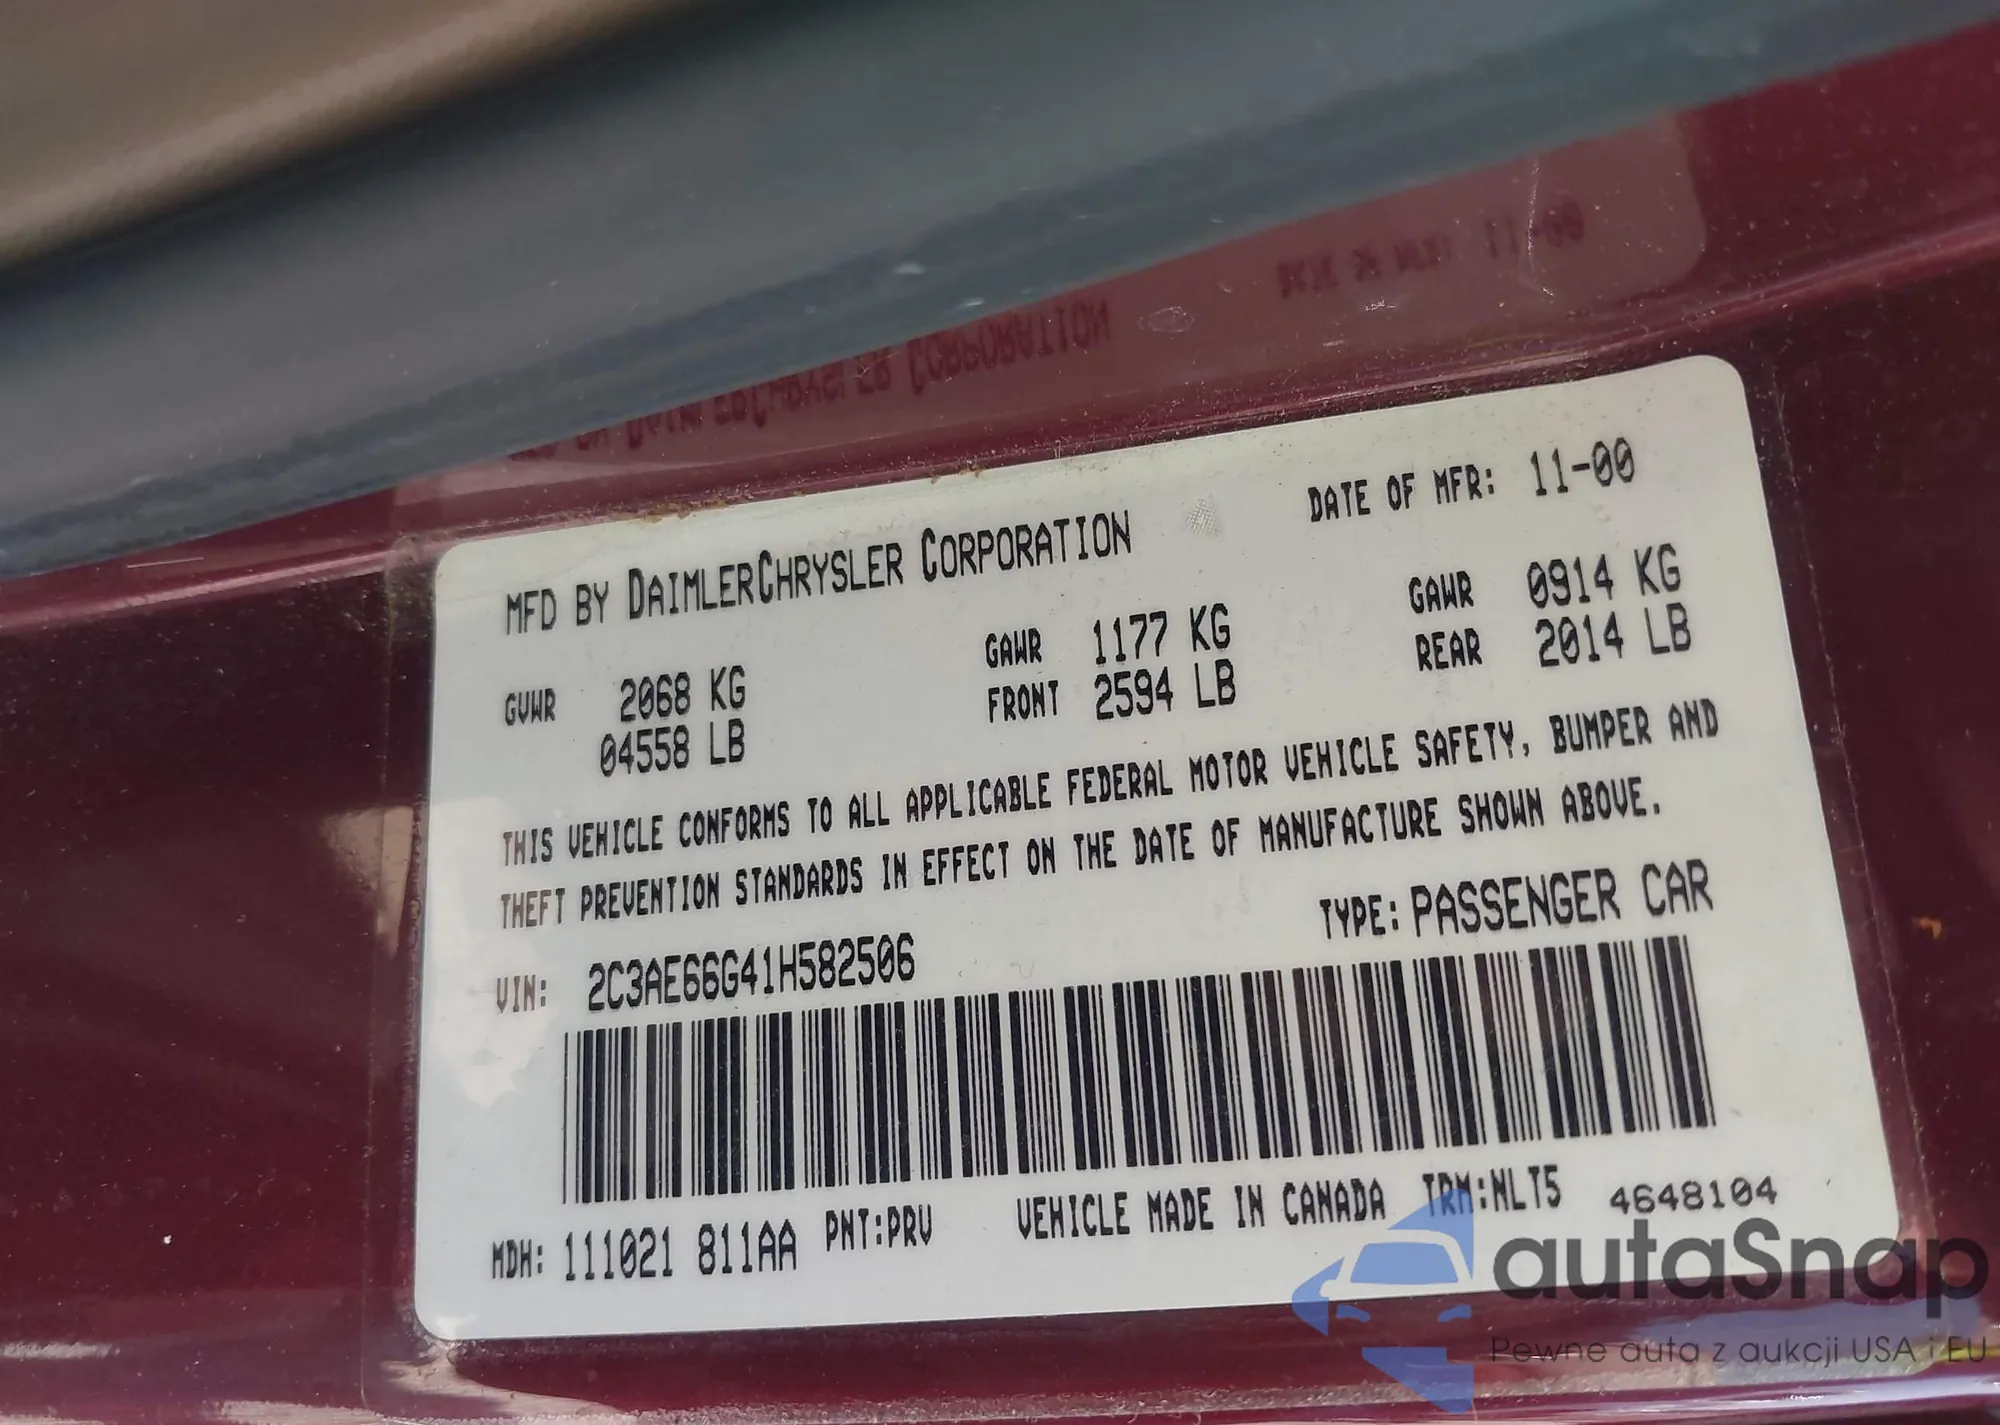 MFD BY DAIMLERCHRYSLER CORPORATION
DATE OF MFR: 11-00
GVWR 2068 KG
04558 LB
GAWR 1177 KG
FRONT 2594 LB
GAWR 0914 KG
REAR 2014 LB
THIS VEHICLE CONFORMS TO ALL APPLICABLE FEDERAL MOTOR VEHICLE SAFETY, BUMPER AND
THEFT PREVENTION STANDARDS IN EFFECT ON THE DATE OF MANUFACTURE SHOWN ABOVE.
VIN: 2C3AE66G41H582506
TYPE: PASSENGER CAR
MDH: 111021 811AA PNT:PRV VEHICLE MADE IN CANADA TRM:NLT5 4648104
autaSnap
Pewne auta z aukcji USA i EU